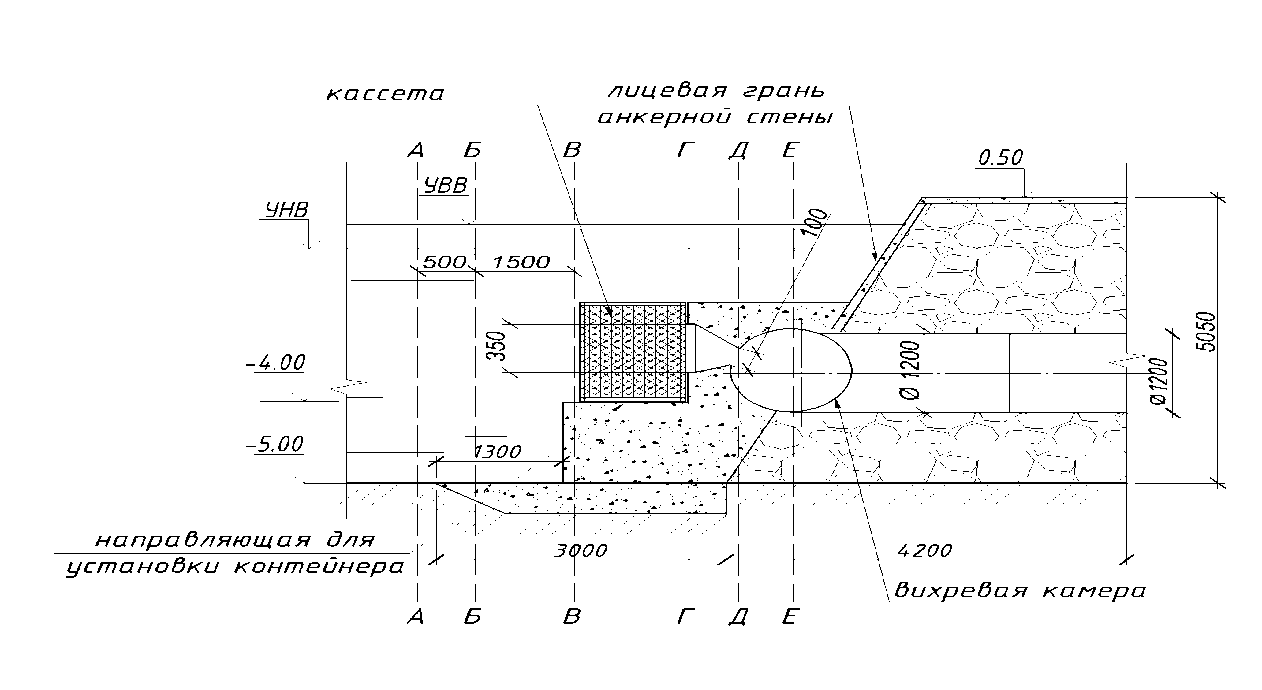 кассета
лицевая грань
анкерной стены
А Б В Г Д Е
0.50
УВВ
УНВ
100
500 1500
350
5050
-4.00
Ø 1200
Ø 1200
-5.00
1300
направляющая для
установки контейнера
3000
4200
вихревая камера
А Б В Г Д Е